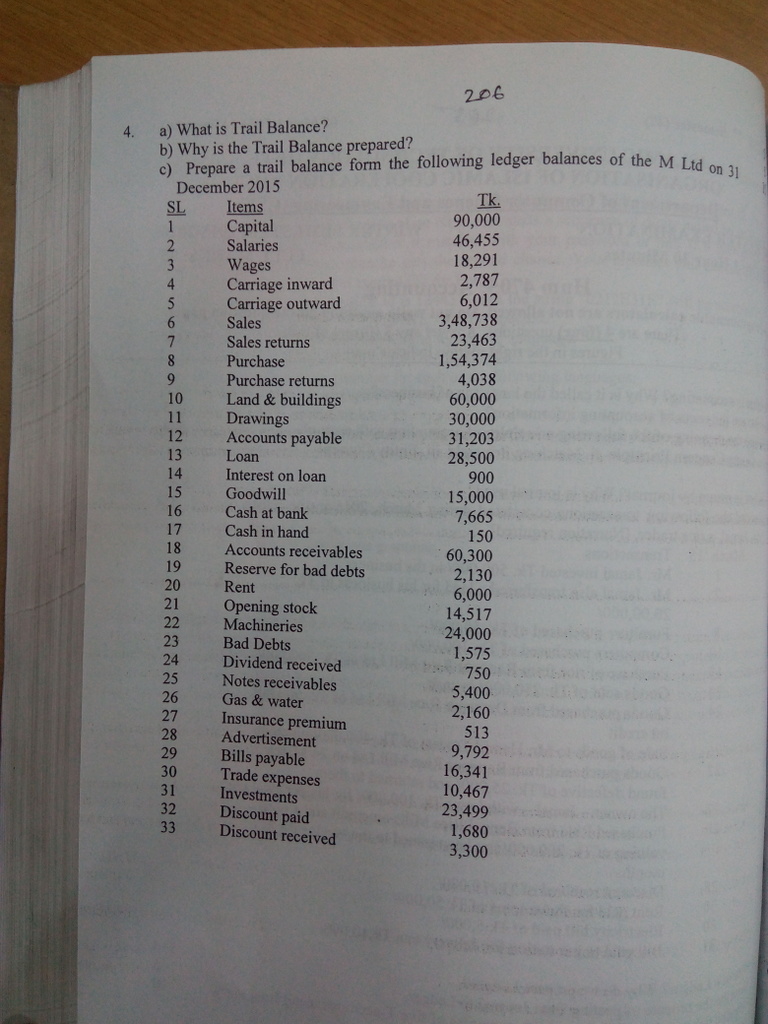 206
4. a) What is Trail Balance?
b) Why is the Trail Balance prepared?
c) Prepare a trail balance form the following ledger balances of the M Ltd on 31
December 2015
SL Items Tk.
1 Capital 90,000
2 Salaries 46,455
3 Wages 18,291
4 Carriage inward 2,787
5 Carriage outward 6,012
6 Sales 3,48,738
7 Sales returns 23,463
8 Purchase 1,54,374
9 Purchase returns 4,038
10 Land & buildings 60,000
11 Drawings 30,000
12 Accounts payable 31,203
13 Loan 28,500
14 Interest on loan 900
15 Goodwill 15,000
16 Cash at bank 7,665
17 Cash in hand 150
18 Accounts receivables 60,300
19 Reserve for bad debts 2,130
20 Rent 6,000
21 Opening stock 14,517
22 Machineries 24,000
23 Bad Debts 1,575
24 Dividend received 750
25 Notes receivables 5,400
26 Gas & water 2,160
27 Insurance premium 513
28 Advertisement 9,792
29 Bills payable 16,341
30 Trade expenses 10,467
31 Investments 23,499
32 Discount paid 1,680
33 Discount received 3,300